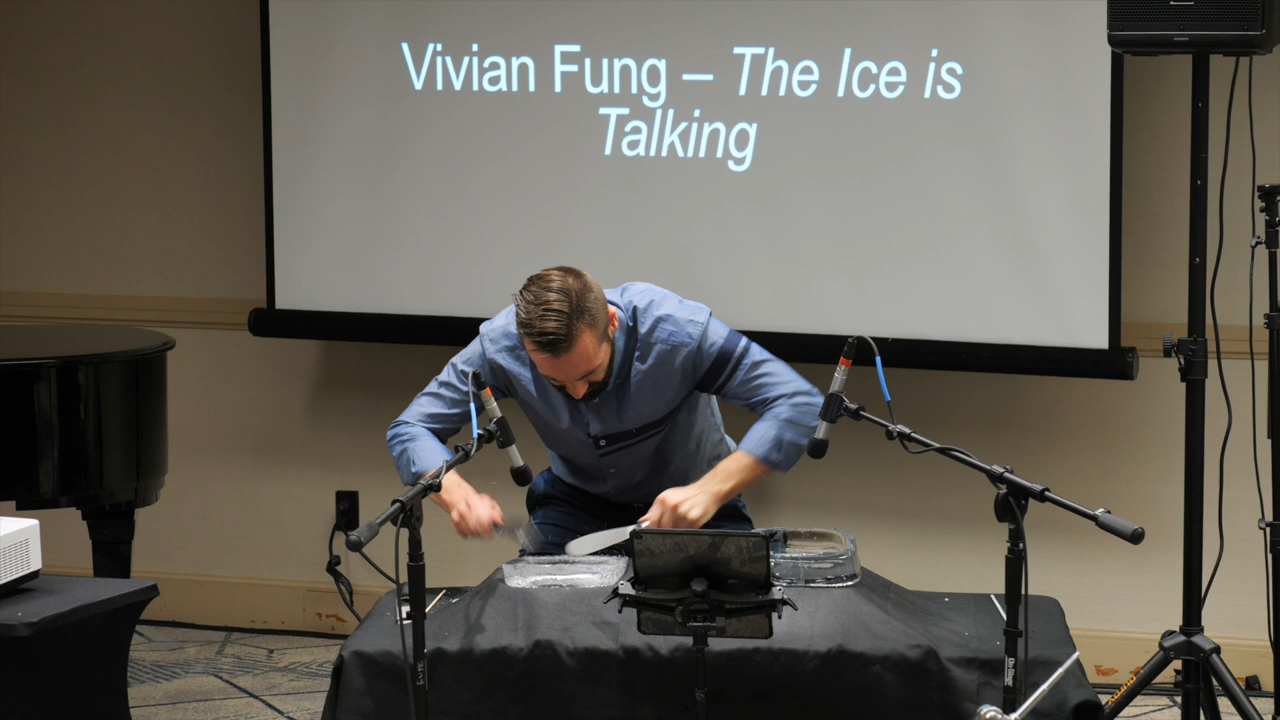 Vivian Fung – The Ice is
Talking